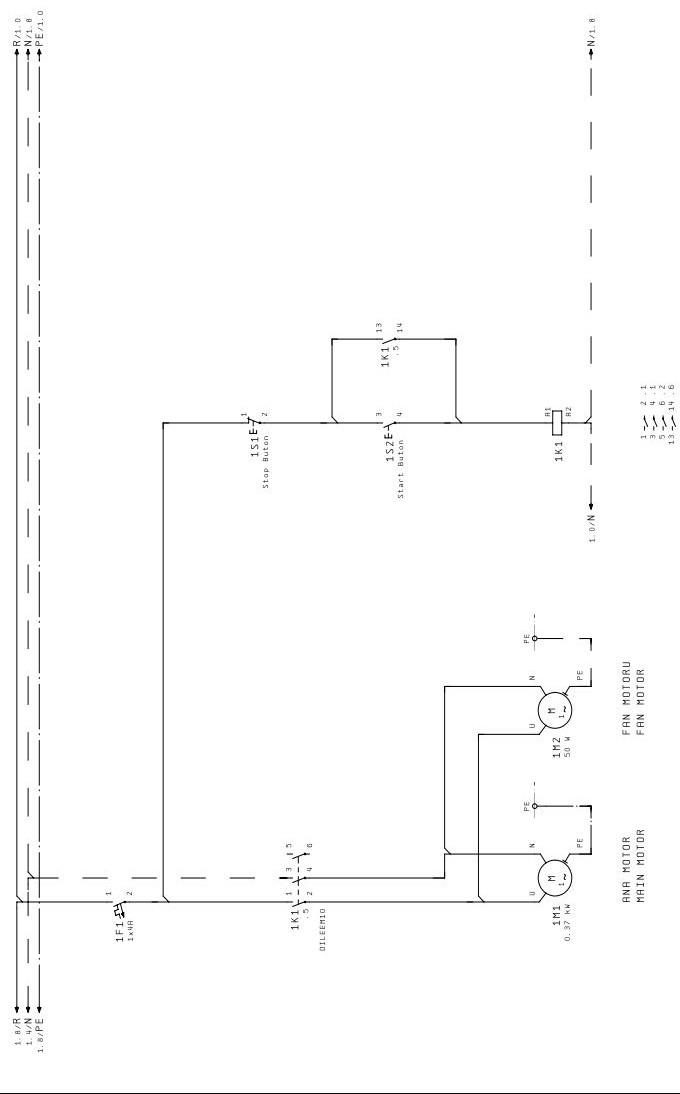 R/1.0
N/1.8
PE/1.0
N/1.8
13
14
1K1
.5
1
2
1S1
Stop Buton
3
4
1S2
Start Buton
A1
A2
1K1
1 2 .1
3 4 .1
5 6 .2
13 14 .6
1.0/N
PE
N
U
PE
M
1~
1M2
50 W
FAN MOTORU
FAN MOTOR
PE
N
U
PE
M
1~
1M1
0.37 kW
ANA MOTOR
MAIN MOTOR
5
6
3
4
1
2
1K1
.5
DILEEM10
1
2
1F1
1x4A
1.8/R
1.4/N
1.8/PE